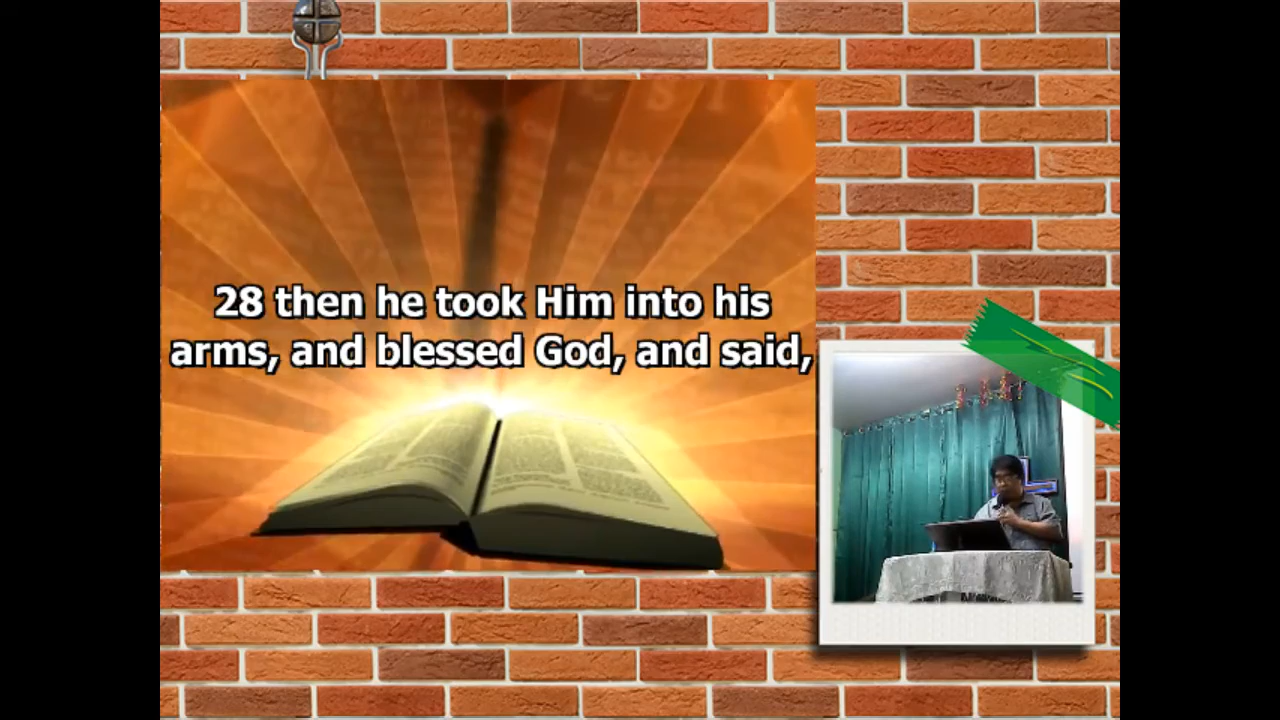 28 then he took Him into his
arms, and blessed God, and said,